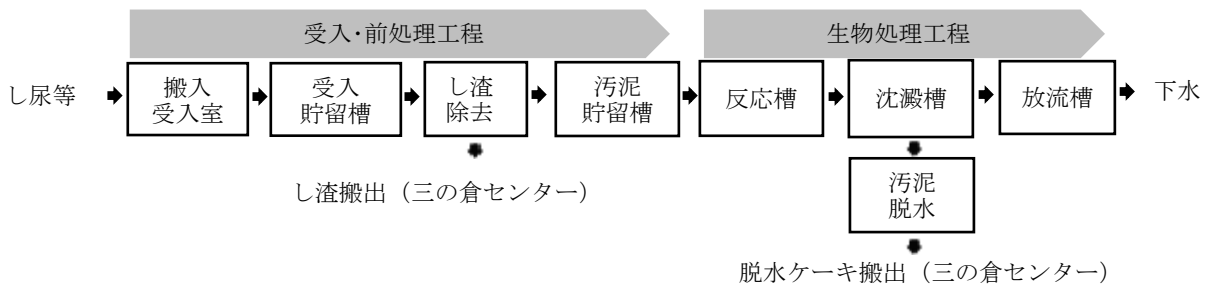 受入・前処理工程
生物処理工程
し尿等
搬入
受入室
受入
貯留槽
し渣
除去
汚泥
貯留槽
反応槽
沈澱槽
放流槽
下水
し渣搬出（三の倉センター）
汚泥
脱水
脱水ケーキ搬出（三の倉センター）